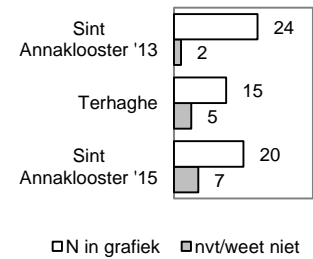 Sint
Annaklooster '13
24
2
Terhaghe
15
5
Sint
Annaklooster '15
20
7
N in grafiek nvt/weet niet